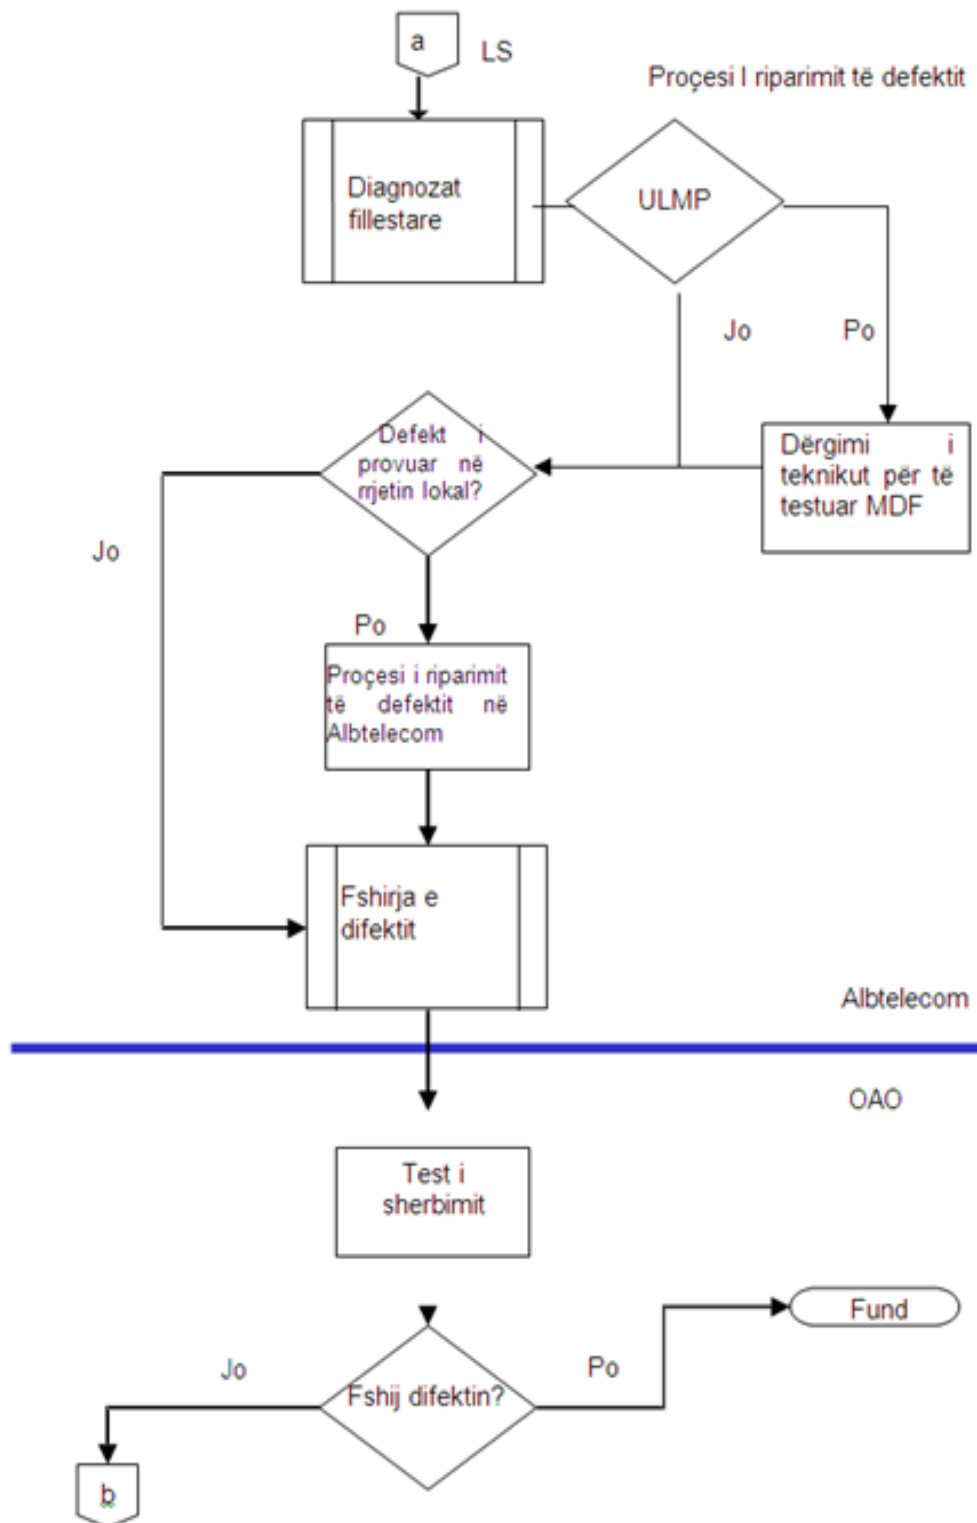 a
LS
Proçesi I riparimit të defektit
Diagnozat
fillestare
ULMP
Jo
Po
Defekt i
provuar në
rrjetin lokal?
Dërgimi i
teknikut për të
testuar MDF
Jo
Po
Proçesi i riparimit
të defektit në
Albtelecom
Fshirja e
difektit
Albtelecom
OAO
Test i
sherbimit
Fund
Jo
Po
Fshij difektin?
b